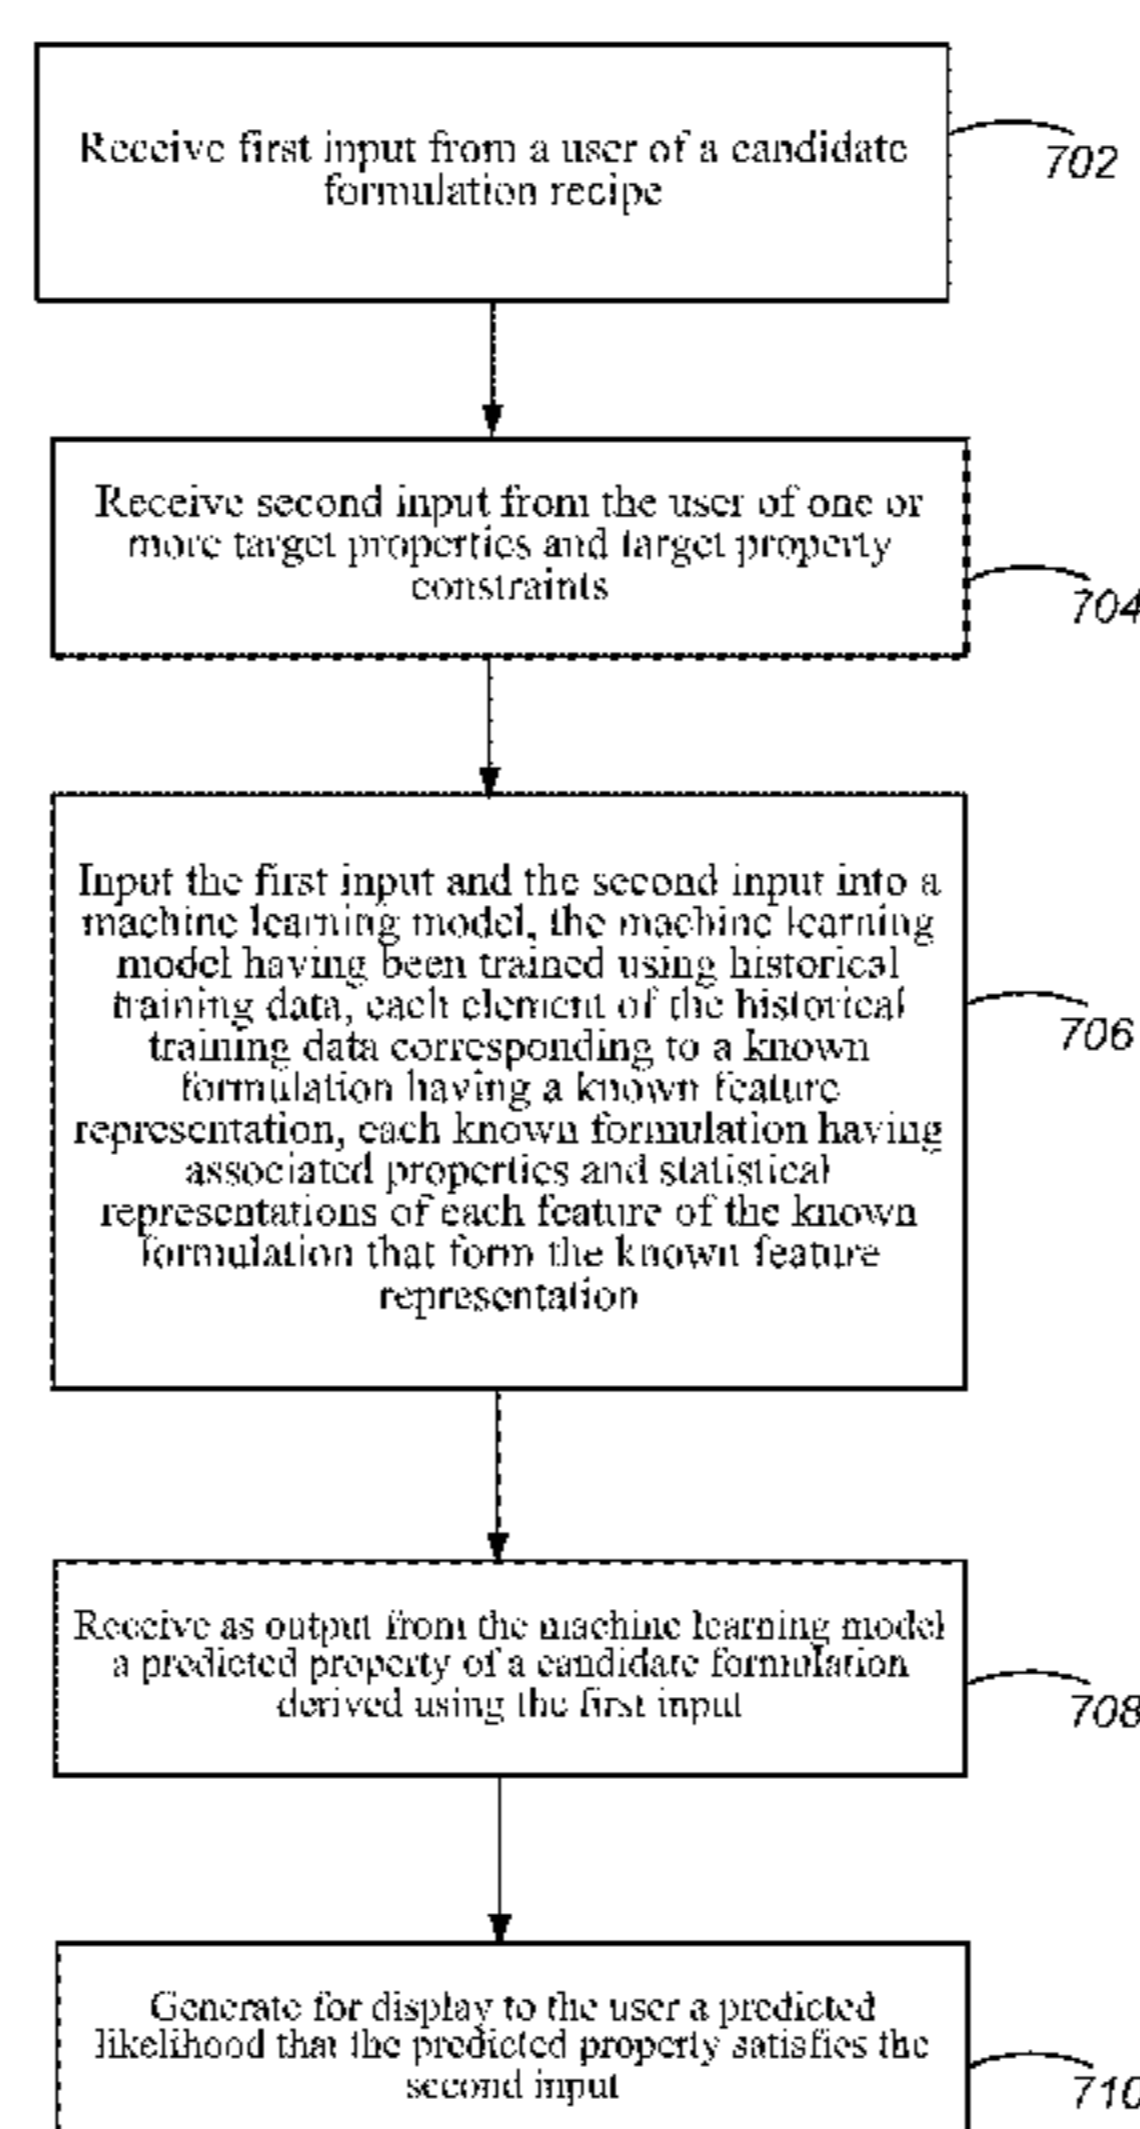 Receive first input from a user of a candidate
formulation recipe
702
Receive second input from the user of one or
more target properties and target property
constraints
704
Input the first input and the second input into a
machine learning model, the machine learning
model having been trained using historical
training data, each element of the historical
training data corresponding to a known
formulation having a known feature
representation, each known formulation having
associated properties and statistical
representations of each feature of the known
formulation that form the known feature
representation
706
Receive as output from the machine learning model
a predicted property of a candidate formulation
derived using the first input
708
Generate for display to the user a predicted
likelihood that the predicted property satisfies the
second input
710